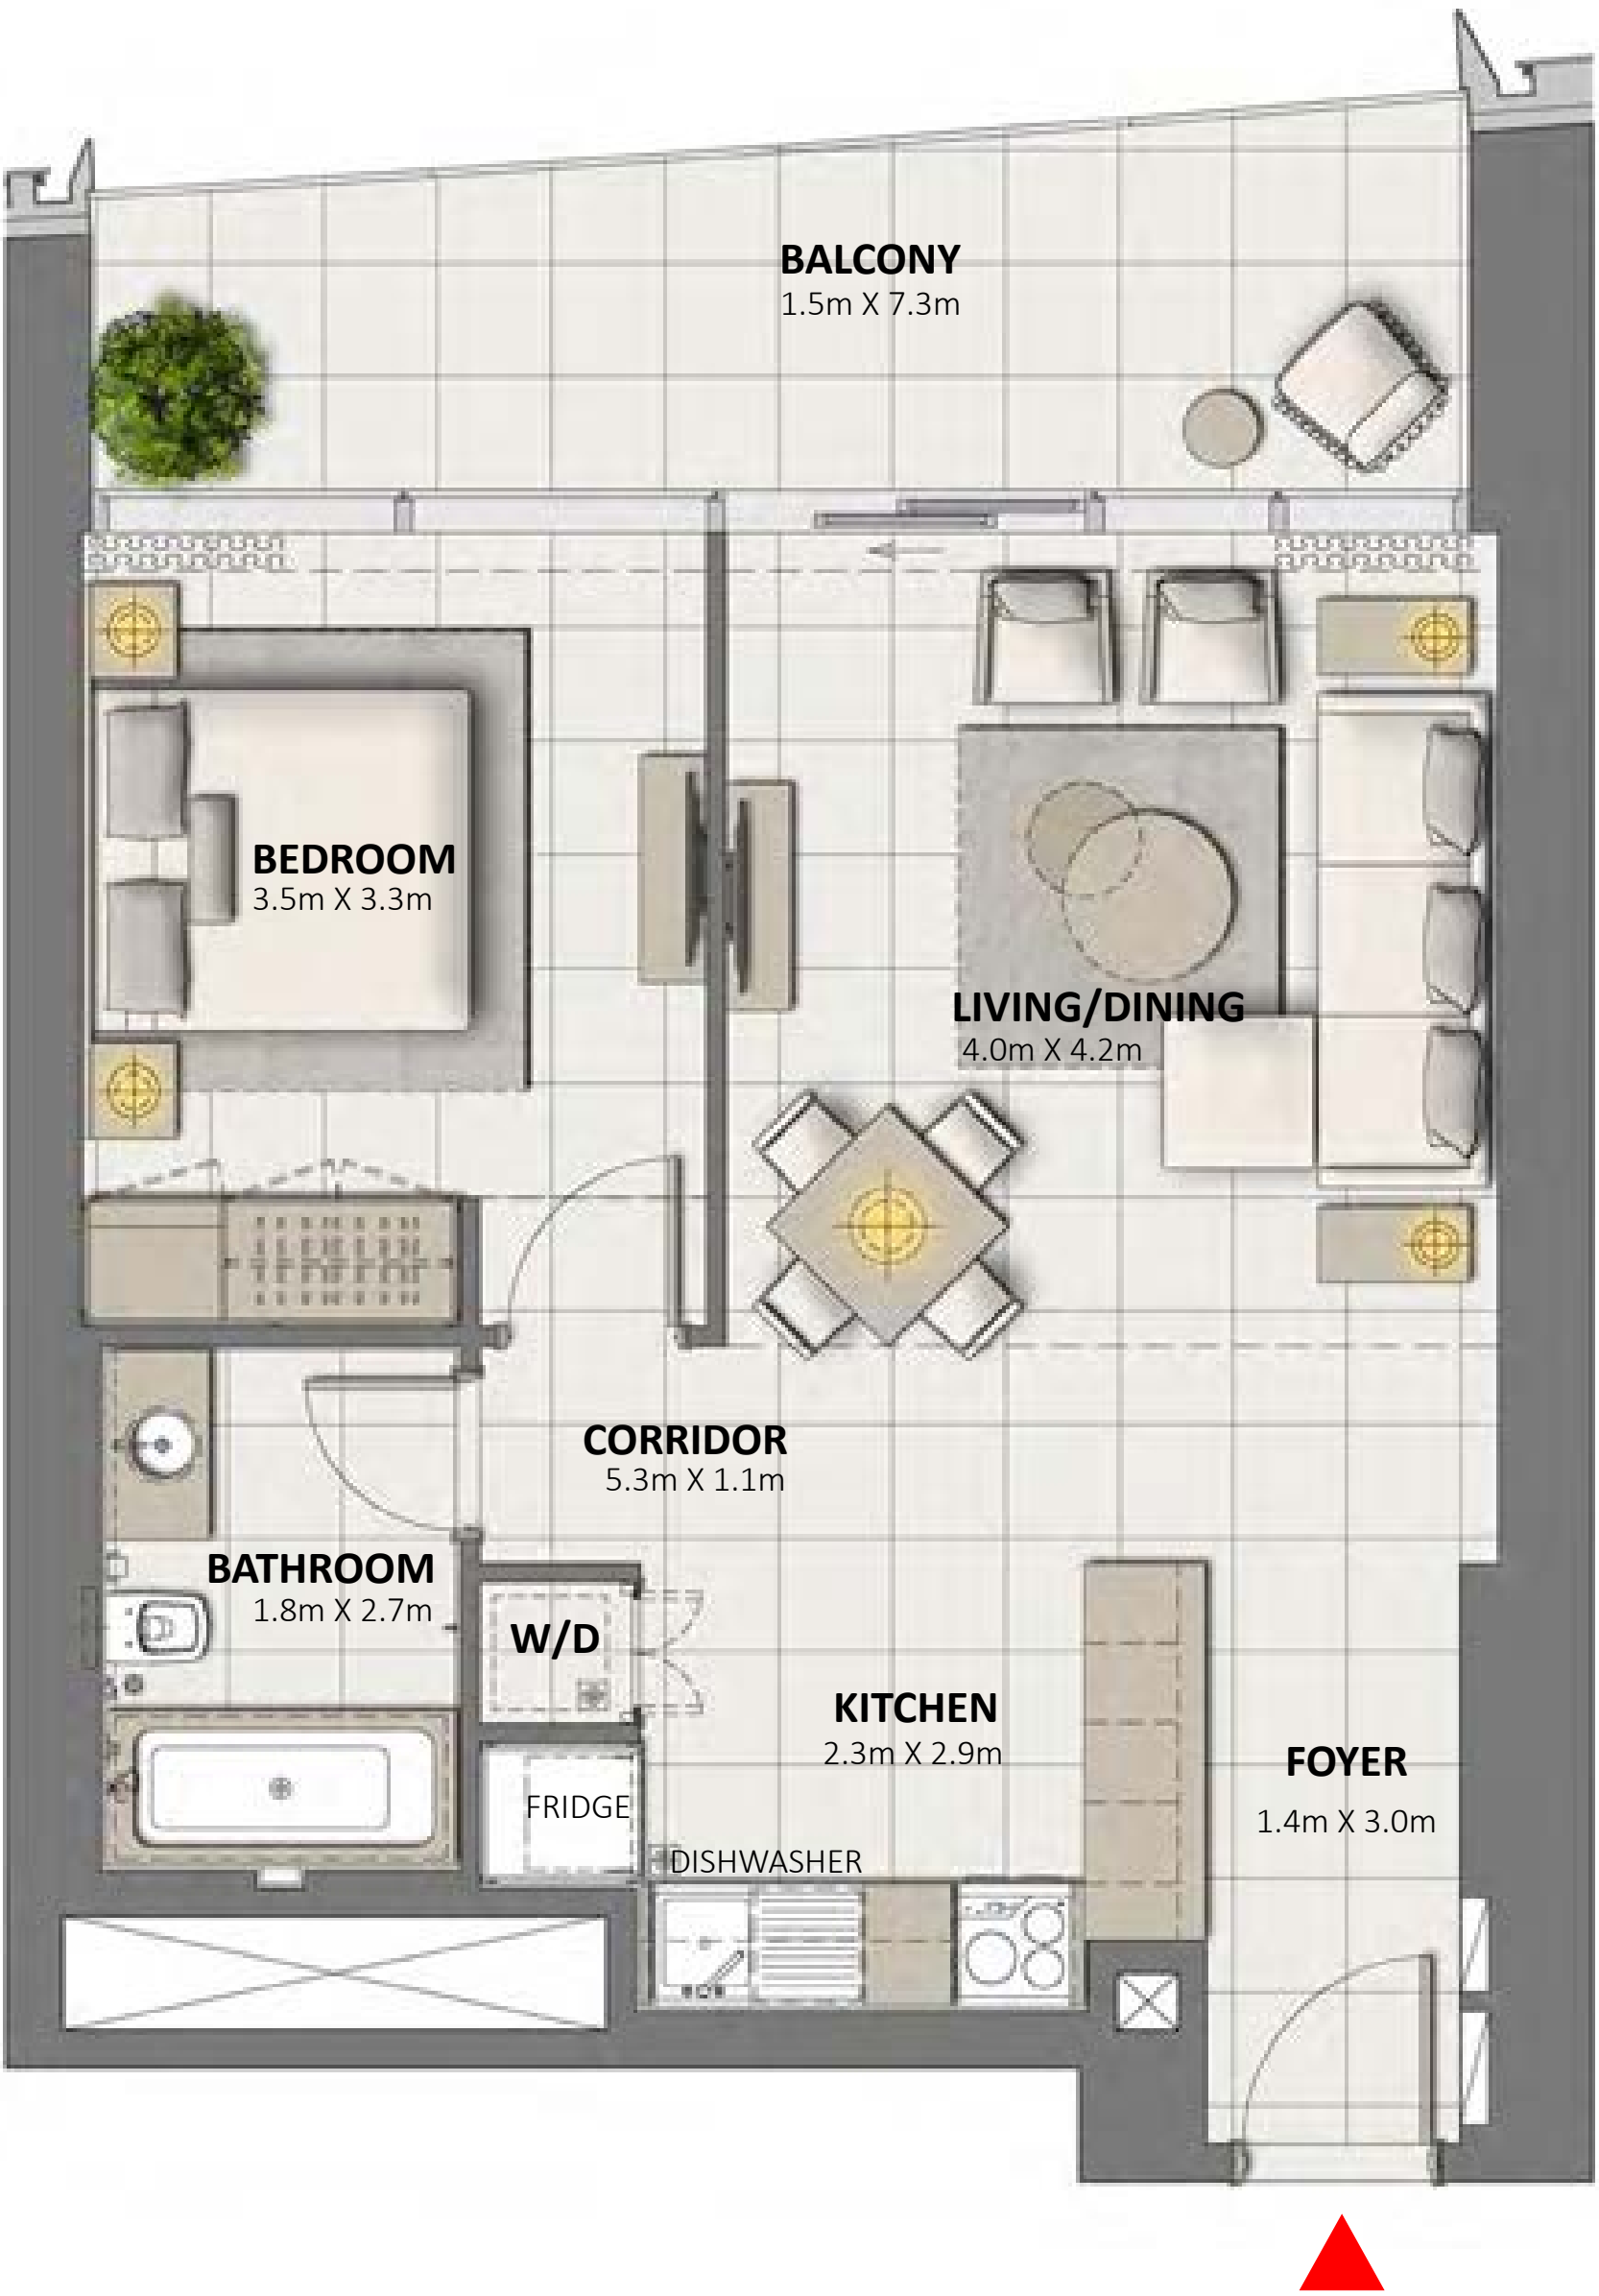 BALCONY
1.5m X 7.3m
BEDROOM
3.5m X 3.3m
LIVING/DINING
4.0m X 4.2m
CORRIDOR
5.3m X 1.1m
BATHROOM
1.8m X 2.7m
W/D
KITCHEN
2.3m X 2.9m
FOYER
1.4m X 3.0m
FRIDGE
DISHWASHER